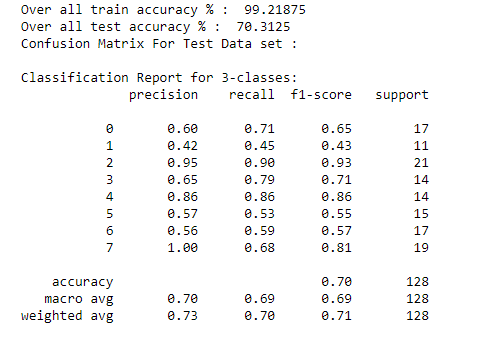 Over all train accuracy % :  99.21875
Over all test accuracy % :  70.3125
Confusion Matrix For Test Data set :
Classification Report for 3-classes:
precision recall f1-score support
0 0.60 0.71 0.65 17
1 0.42 0.45 0.43 11
2 0.95 0.90 0.93 21
3 0.65 0.79 0.71 14
4 0.86 0.86 0.86 14
5 0.57 0.53 0.55 15
6 0.56 0.59 0.57 17
7 1.00 0.68 0.81 19
accuracy 0.70 128
macro avg 0.70 0.69 0.69 128
weighted avg 0.73 0.70 0.71 128